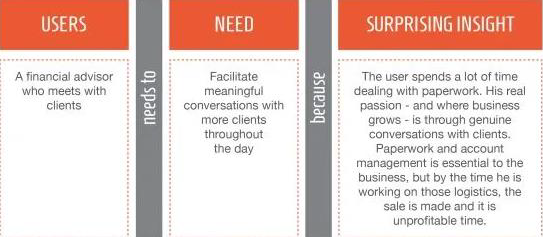 USERS
A financial advisor
who meets with
clients
needs to
NEED
Facilitate
meaningful
conversations with
more clients
throughout
the day
because
SURPRISING INSIGHT
The user spends a lot of time
dealing with paperwork. His real
passion - and where business
grows - is through genuine
conversations with clients.
Paperwork and account
management is essential to the
business, but by the time he is
working on those logistics, the
sale is made and it is
unprofitable time.